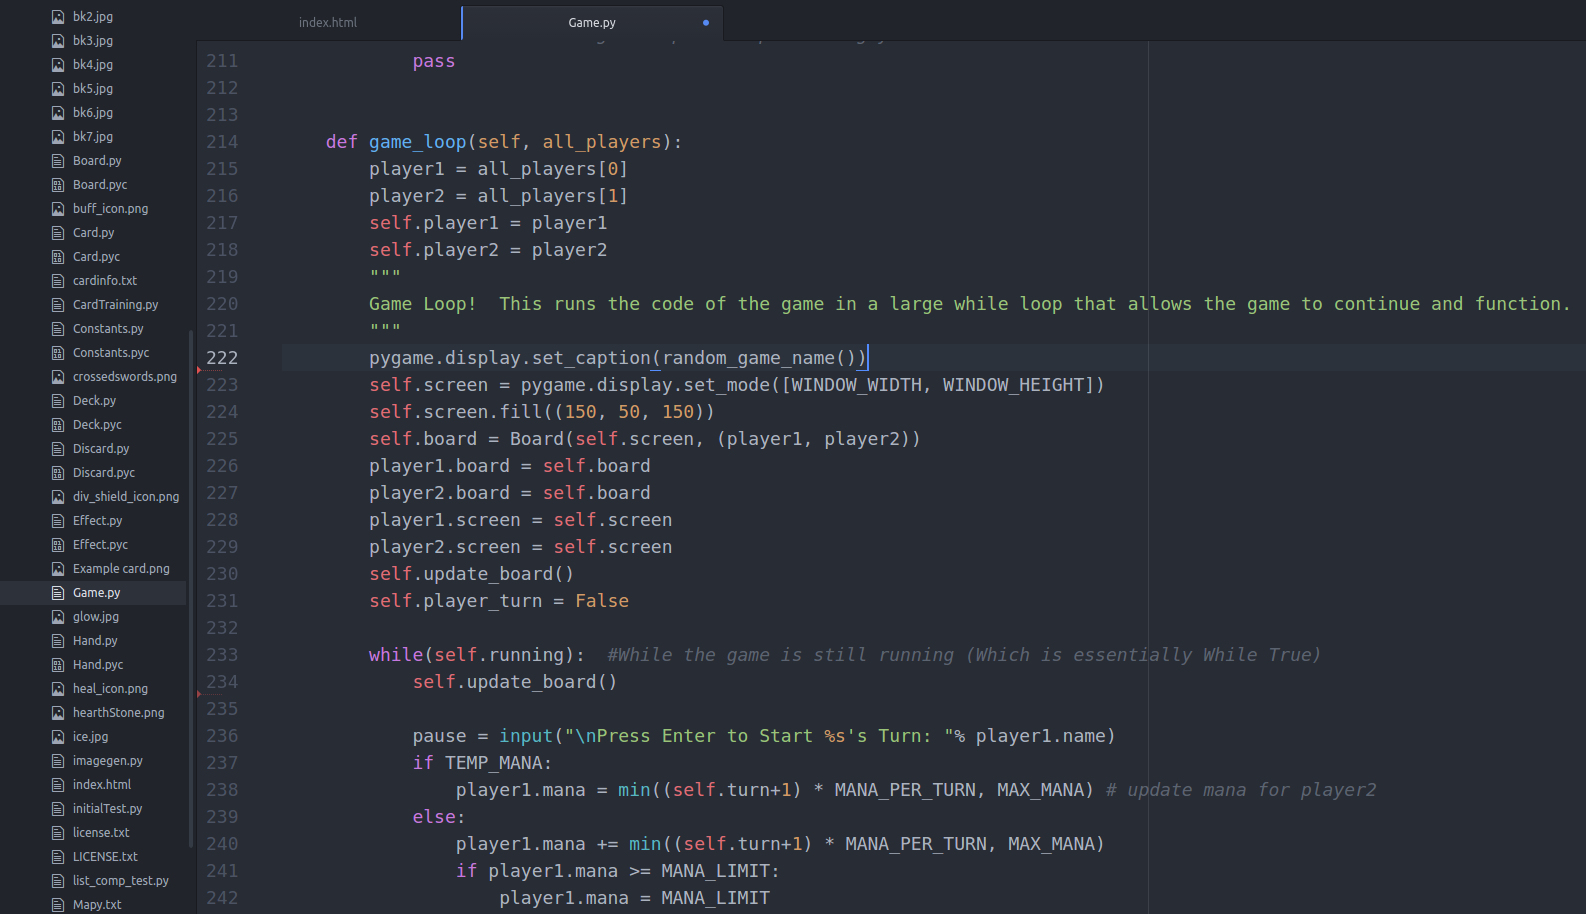 bk2.jpg
bk3.jpg
bk4.jpg
bk5.jpg
bk6.jpg
bk7.jpg
Board.py
Board.pyc
buff_icon.png
Card.py
Card.pyc
cardinfo.txt
CardTraining.py
Constants.py
Constants.pyc
crossedswords.png
Deck.py
Deck.pyc
Discard.py
Discard.pyc
div_shield_icon.png
Effect.py
Effect.pyc
Example card.png
Game.py
glow.jpg
Hand.py
Hand.pyc
heal_icon.png
hearthStone.png
ice.jpg
imagegen.py
index.html
initialTest.py
license.txt
LICENSE.txt
list_comp_test.py
Mapy.txt
index.html
Game.py
211 pass
212
213
214 def game_loop(self, all_players):
215 player1 = all_players[0]
216 player2 = all_players[1]
217 self.player1 = player1
218 self.player2 = player2
219 """
220 Game Loop!  This runs the code of the game in a large while loop that allows the game to continue and function.
221 """
222 pygame.display.set_caption(random_game_name())
223 self.screen = pygame.display.set_mode([WINDOW_WIDTH, WINDOW_HEIGHT])
224 self.screen.fill((150, 50, 150))
225 self.board = Board(self.screen, (player1, player2))
226 player1.board = self.board
227 player2.board = self.board
228 player1.screen = self.screen
229 player2.screen = self.screen
230 self.update_board()
231 self.player_turn = False
232
233 while(self.running):  #While the game is still running (Which is essentially While True)
234 self.update_board()
235
236 pause = input("\nPress Enter to Start %s's Turn: "% player1.name)
237 if TEMP_MANA:
238 player1.mana = min((self.turn+1) * MANA_PER_TURN, MAX_MANA) # update mana for player2
239 else:
240 player1.mana += min((self.turn+1) * MANA_PER_TURN, MAX_MANA)
241 if player1.mana >= MANA_LIMIT:
242 player1.mana = MANA_LIMIT